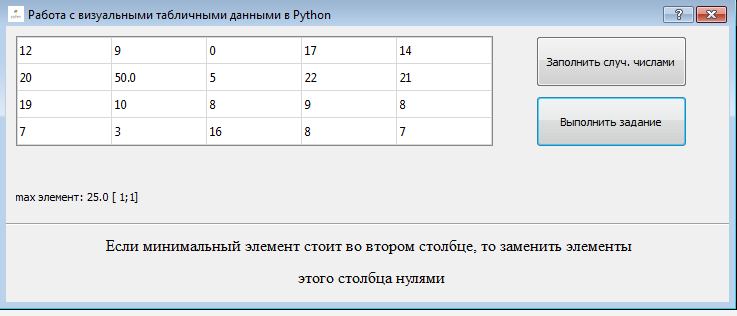 Работа с визуальными табличными данными в Python
12 9 0 17 14
20 50.0 5 22 21
19 10 8 9 8
7 3 16 8 7
Заполнить случ. числами
Выполнить задание
max элемент: 25.0 [ 1;1]
Если минимальный элемент стоит во втором столбце, то заменить элементы
этого столбца нулями